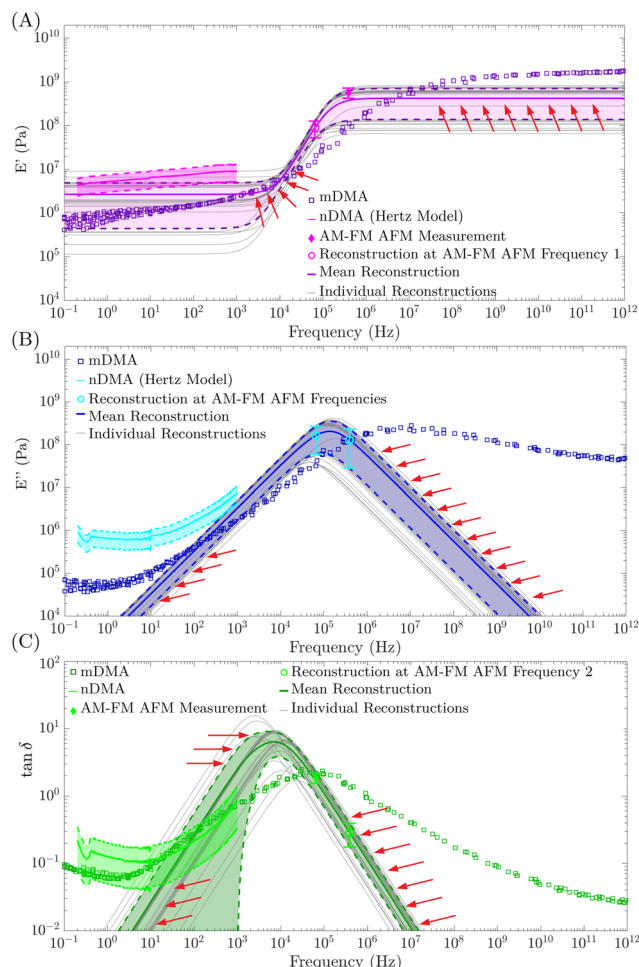 (A)
10^10
10^9
10^8
10^7
10^6
10^5
10^4
E' (Pa)
mDMA
nDMA (Hertz Model)
AM-FM AFM Measurement
Reconstruction at AM-FM AFM Frequency 1
Mean Reconstruction
Individual Reconstructions
10^-1 10^0 10^1 10^2 10^3 10^4 10^5 10^6 10^7 10^8 10^9 10^10 10^11 10^12
Frequency (Hz)
(B)
10^10
10^9
10^8
10^7
10^6
10^5
10^4
E'' (Pa)
mDMA
nDMA (Hertz Model)
Reconstruction at AM-FM AFM Frequencies
Mean Reconstruction
Individual Reconstructions
10^-1 10^0 10^1 10^2 10^3 10^4 10^5 10^6 10^7 10^8 10^9 10^10 10^11 10^12
Frequency (Hz)
(C)
10^2
10^1
10^0
10^-1
10^-2
tan δ
mDMA
nDMA
AM-FM AFM Measurement
Reconstruction at AM-FM AFM Frequency 2
Mean Reconstruction
Individual Reconstructions
10^-1 10^0 10^1 10^2 10^3 10^4 10^5 10^6 10^7 10^8 10^9 10^10 10^11 10^12
Frequency (Hz)